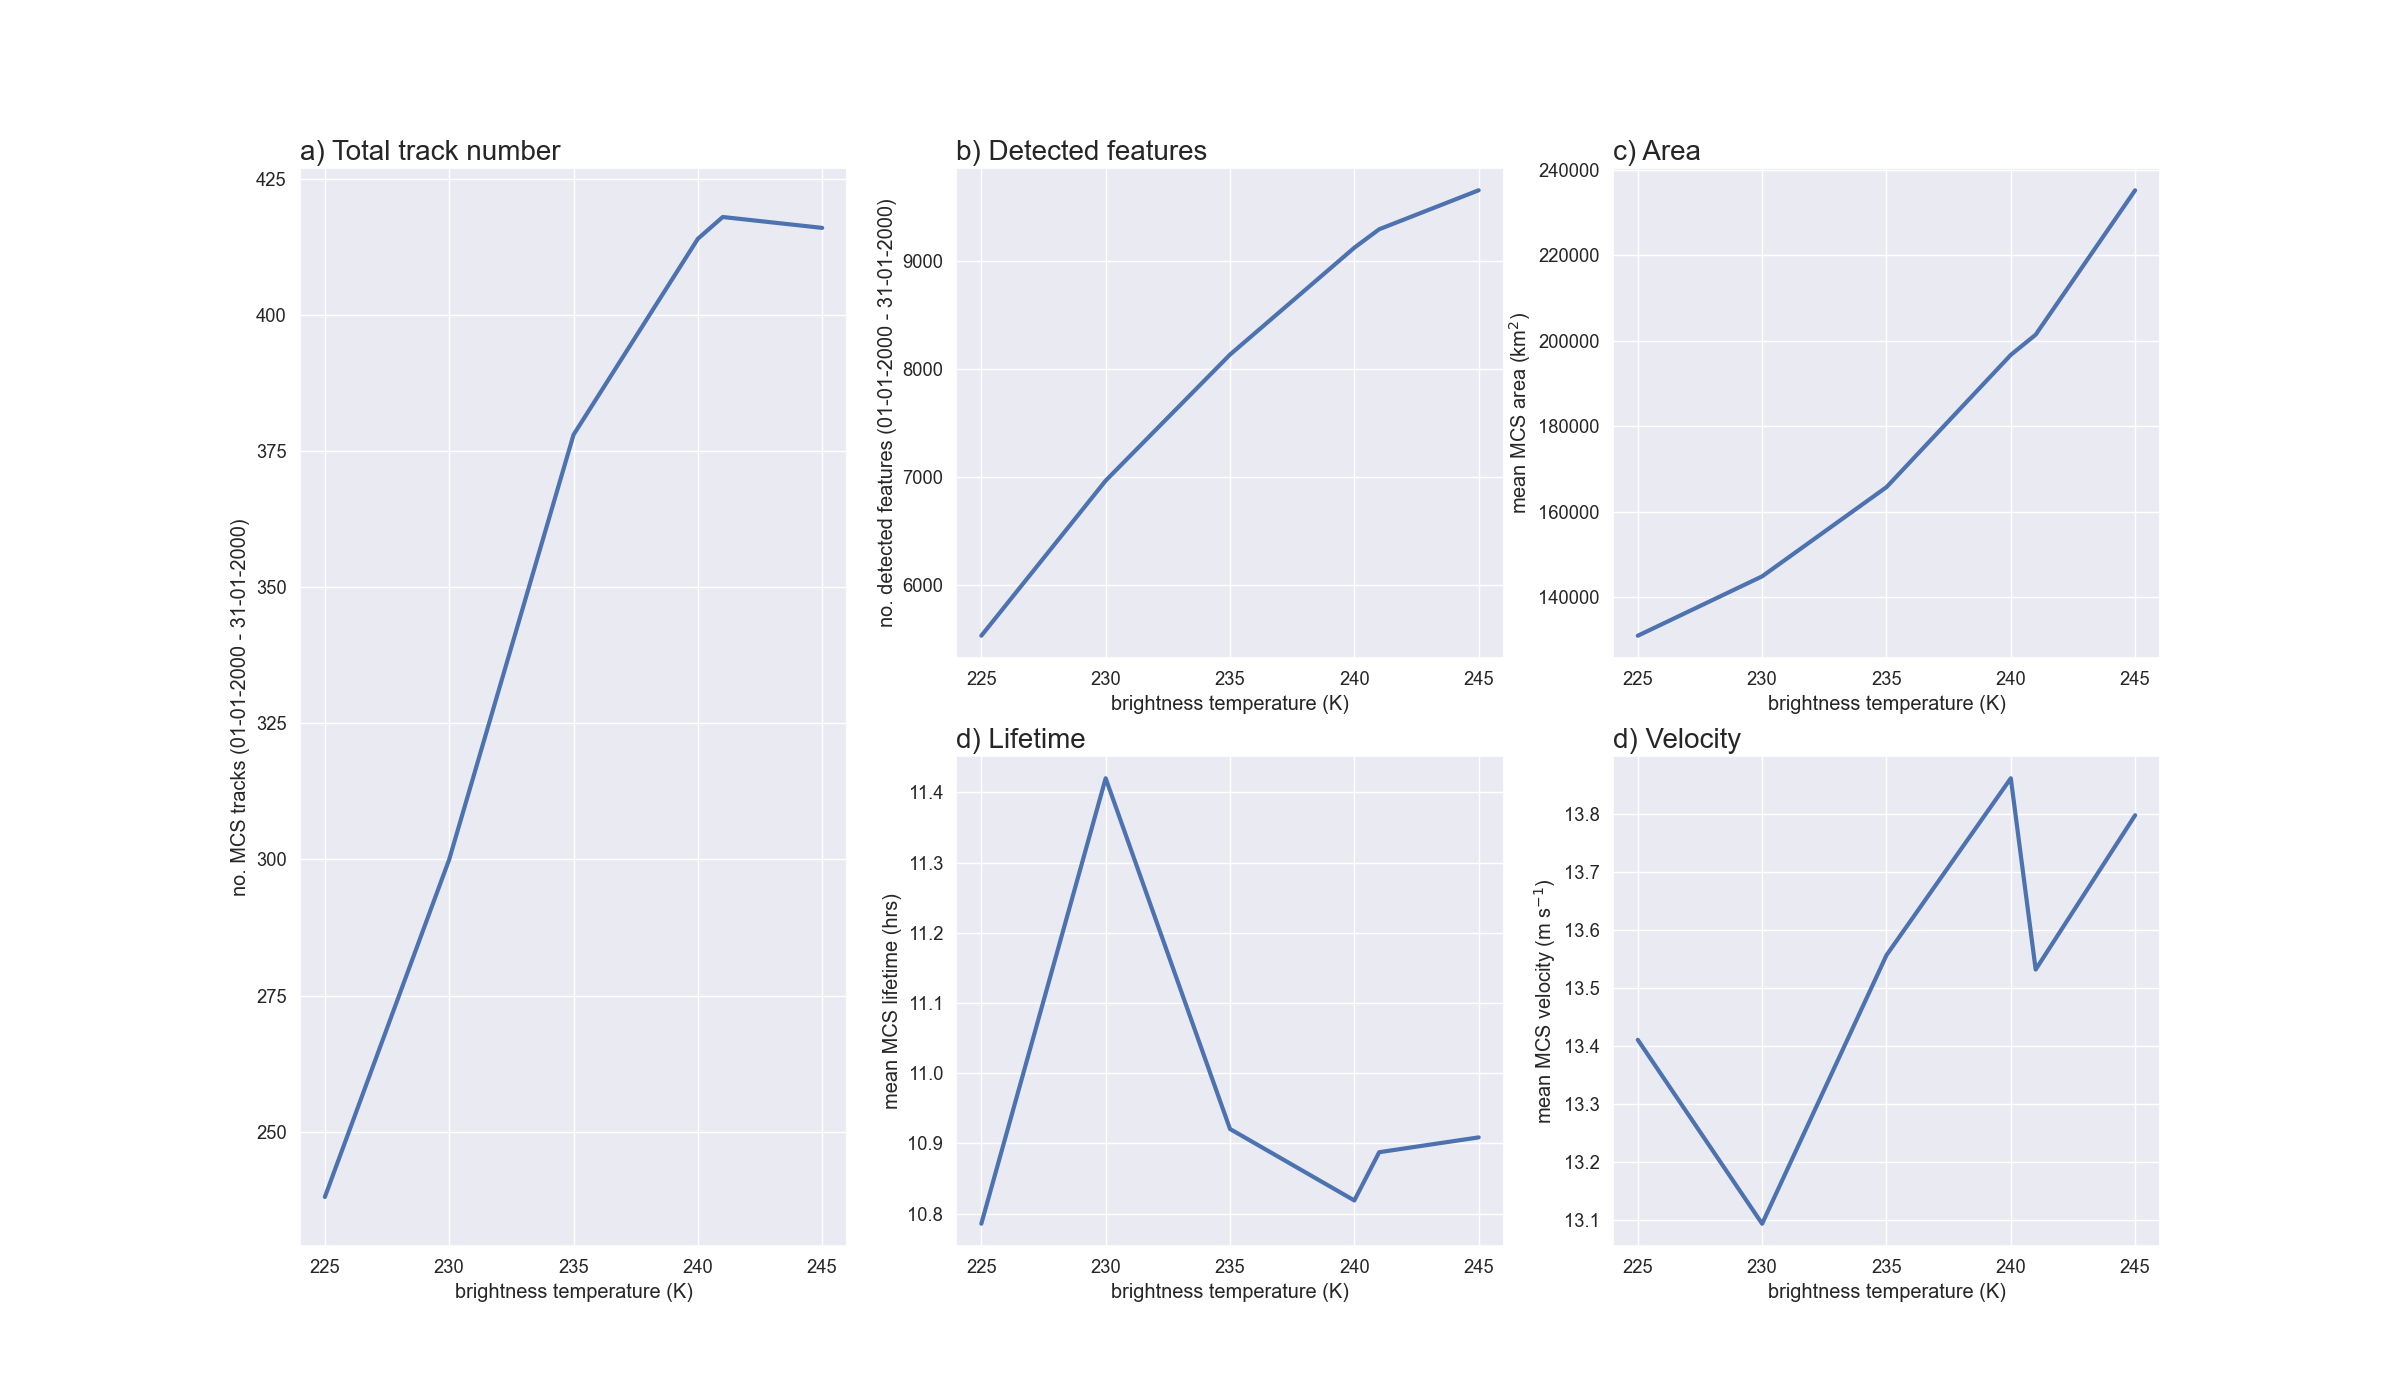 a) Total track number
425
400
375
350
325
300
275
250
no. MCS tracks (01-01-2000 - 31-01-2000)
225 230 235 240 245
brightness temperature (K)
b) Detected features
9000
8000
7000
6000
no. detected features (01-01-2000 - 31-01-2000)
225 230 235 240 245
brightness temperature (K)
c) Area
240000
220000
200000
180000
160000
140000
mean MCS area (km²)
225 230 235 240 245
brightness temperature (K)
d) Lifetime
11.4
11.3
11.2
11.1
11.0
10.9
10.8
mean MCS lifetime (hrs)
225 230 235 240 245
brightness temperature (K)
d) Velocity
13.8
13.7
13.6
13.5
13.4
13.3
13.2
13.1
mean MCS velocity (m s⁻¹)
225 230 235 240 245
brightness temperature (K)